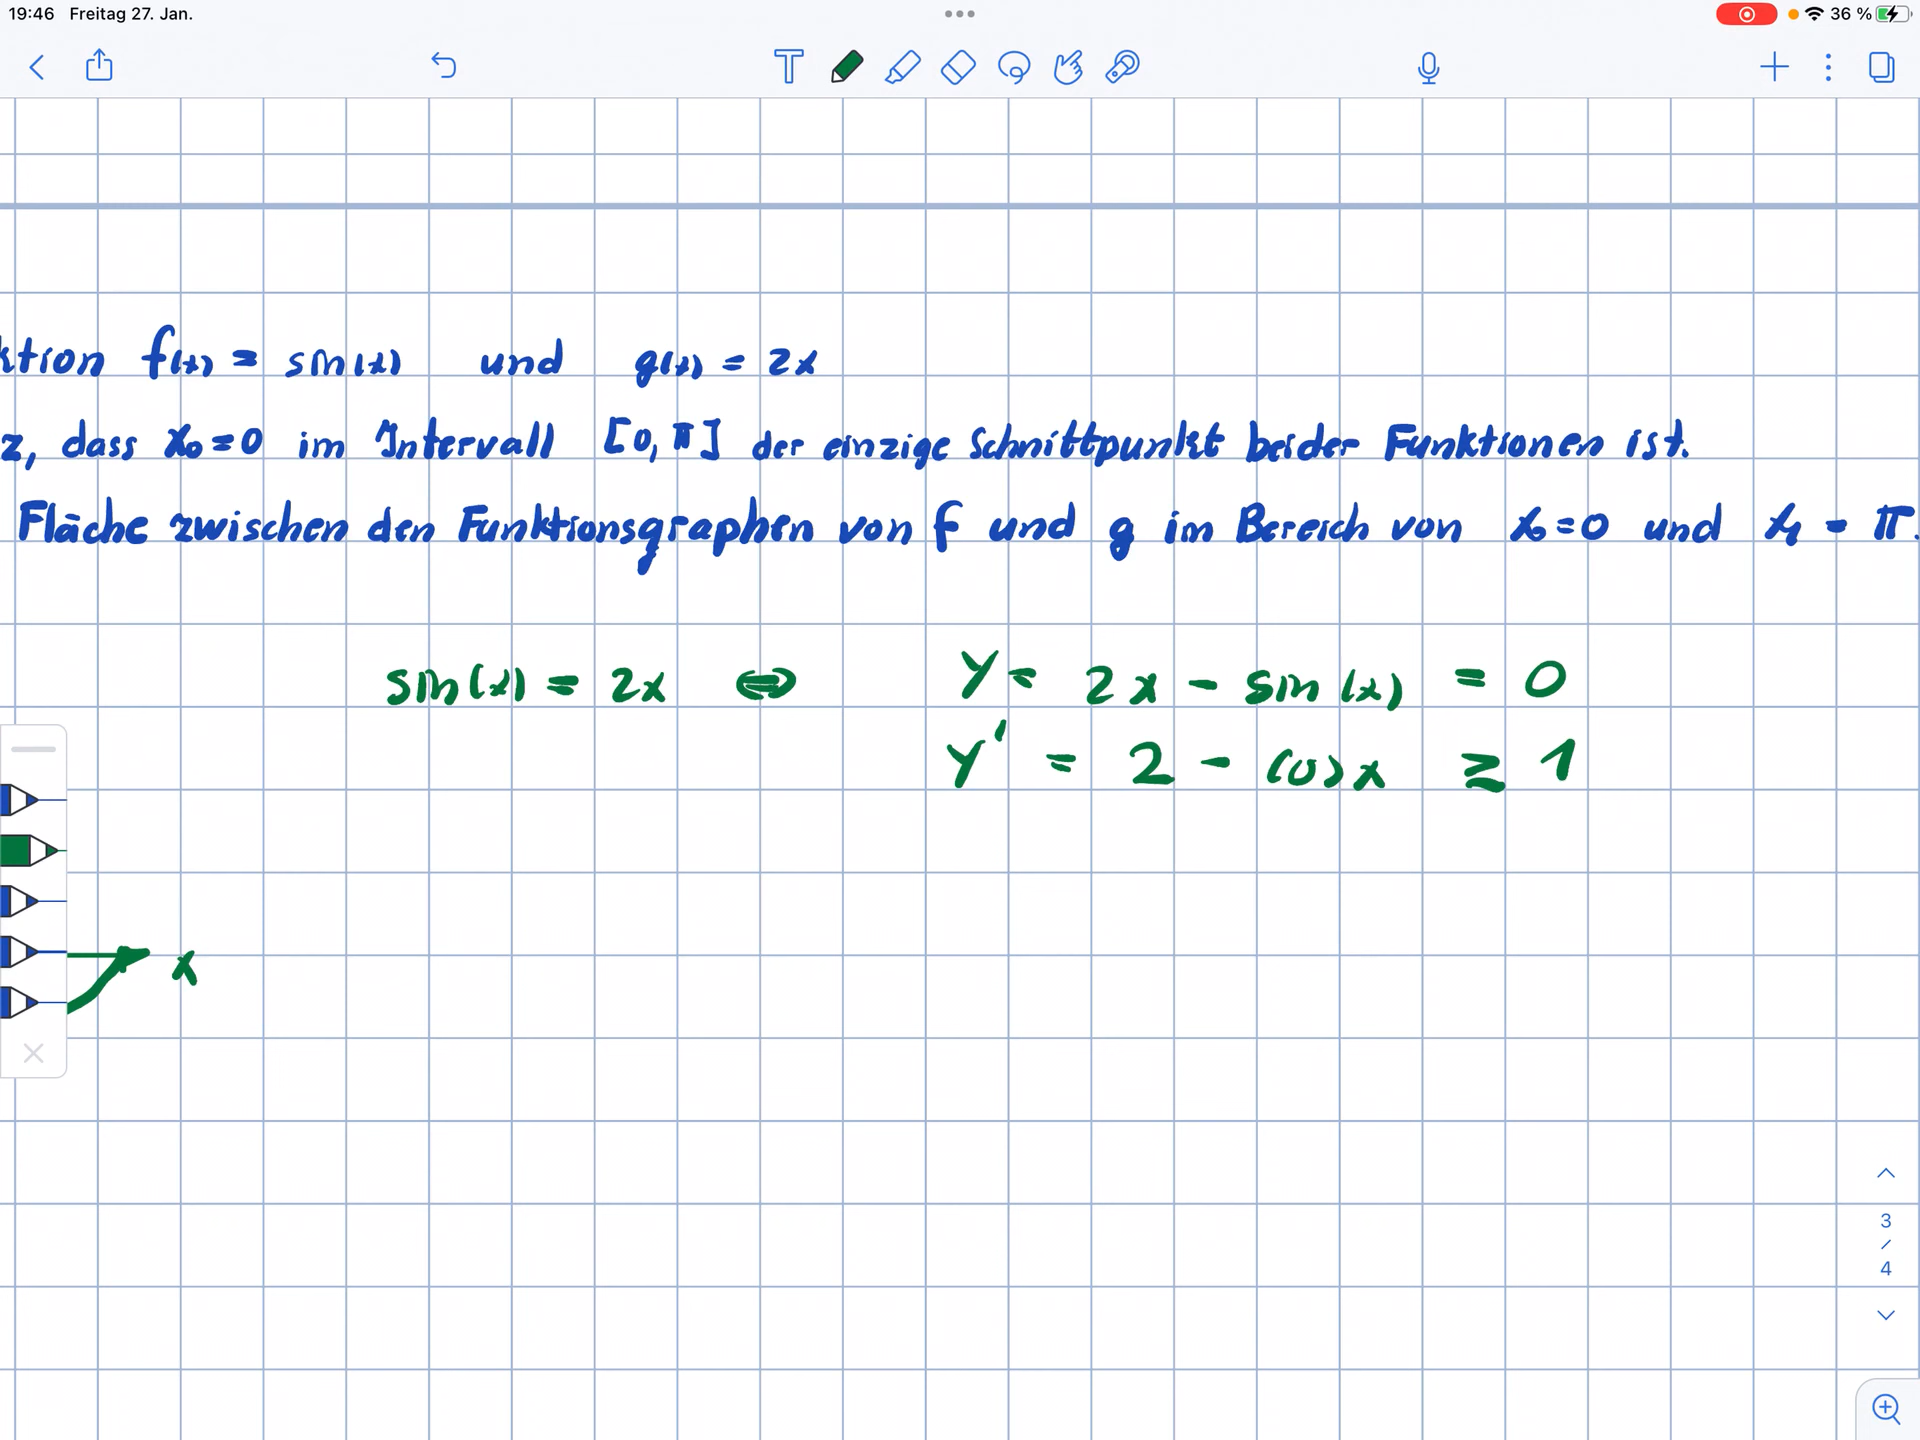 19:46 Freitag 27. Jan. 36 %
ktion f(x) = sin(x) und g(x) = 2x
z, dass x₀=0 im Intervall [0,π] der einzige Schnittpunkt beider Funktionen ist.
Fläche zwischen den Funktionsgraphen von f und g im Bereich von x₀=0 und x₁ = π.
sin(x) = 2x ⇔ y = 2x - sin(x) = 0
y' = 2 - cos x ≥ 1
x
3
/
4